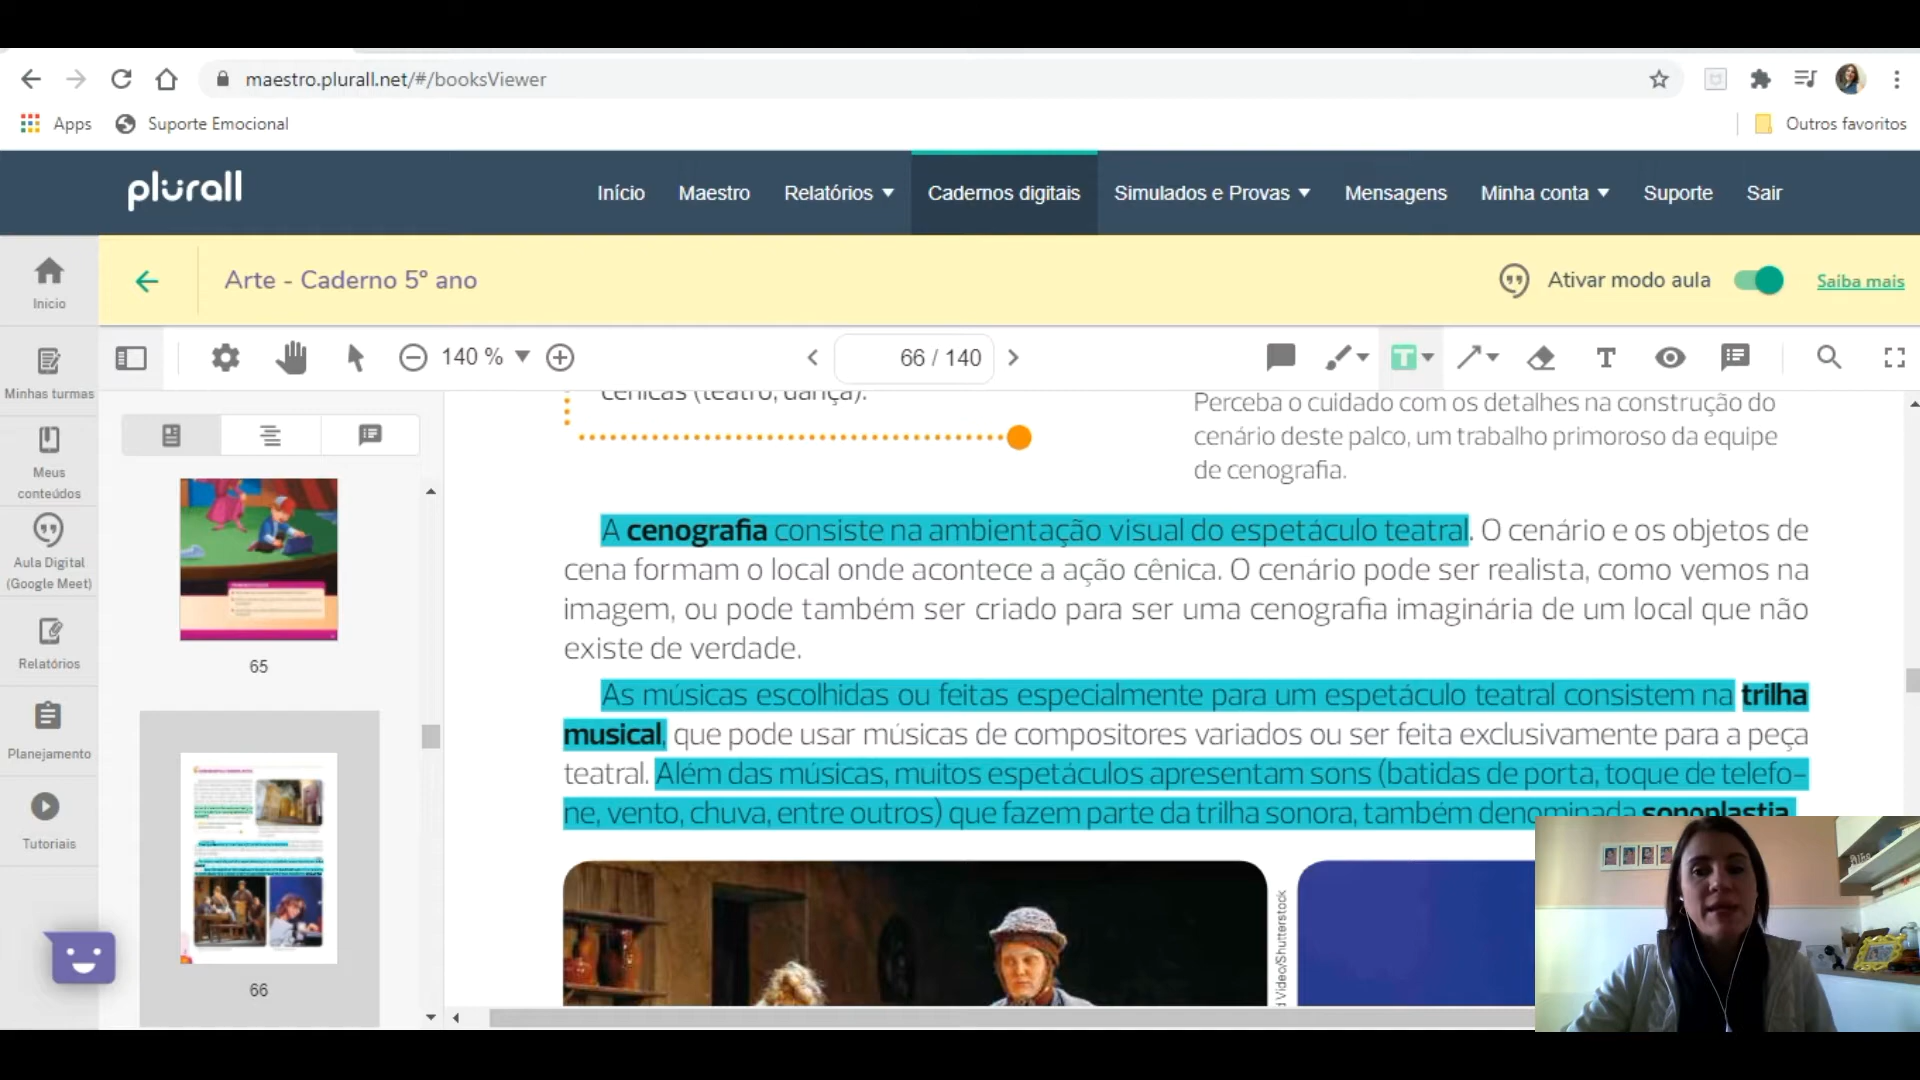 maestro.plurall.net/#/booksViewer
Apps
Suporte Emocional
Outros favoritos
plurall
Início
Maestro
Relatórios
Cadernos digitais
Simulados e Provas
Mensagens
Minha conta
Suporte
Sair
Arte - Caderno 5º ano
Ativar modo aula
Saiba mais
Inicio
Minhas turmas
Meus
conteúdos
Aula Digital
(Google Meet)
Relatórios
Planejamento
Tutoriais
140 %
66 / 140
65
66
cênicas (teatro, dança).
Perceba o cuidado com os detalhes na construção do
cenário deste palco, um trabalho primoroso da equipe
de cenografia.
A cenografia consiste na ambientação visual do espetáculo teatral. O cenário e os objetos de
cena formam o local onde acontece a ação cênica. O cenário pode ser realista, como vemos na
imagem, ou pode também ser criado para ser uma cenografia imaginária de um local que não
existe de verdade.
As músicas escolhidas ou feitas especialmente para um espetáculo teatral consistem na trilha
musical, que pode usar músicas de compositores variados ou ser feita exclusivamente para a peça
teatral. Além das músicas, muitos espetáculos apresentam sons (batidas de porta, toque de telefo-
ne, vento, chuva, entre outros) que fazem parte da trilha sonora, também denominada sonoplastia.
d Video/Shutterstock